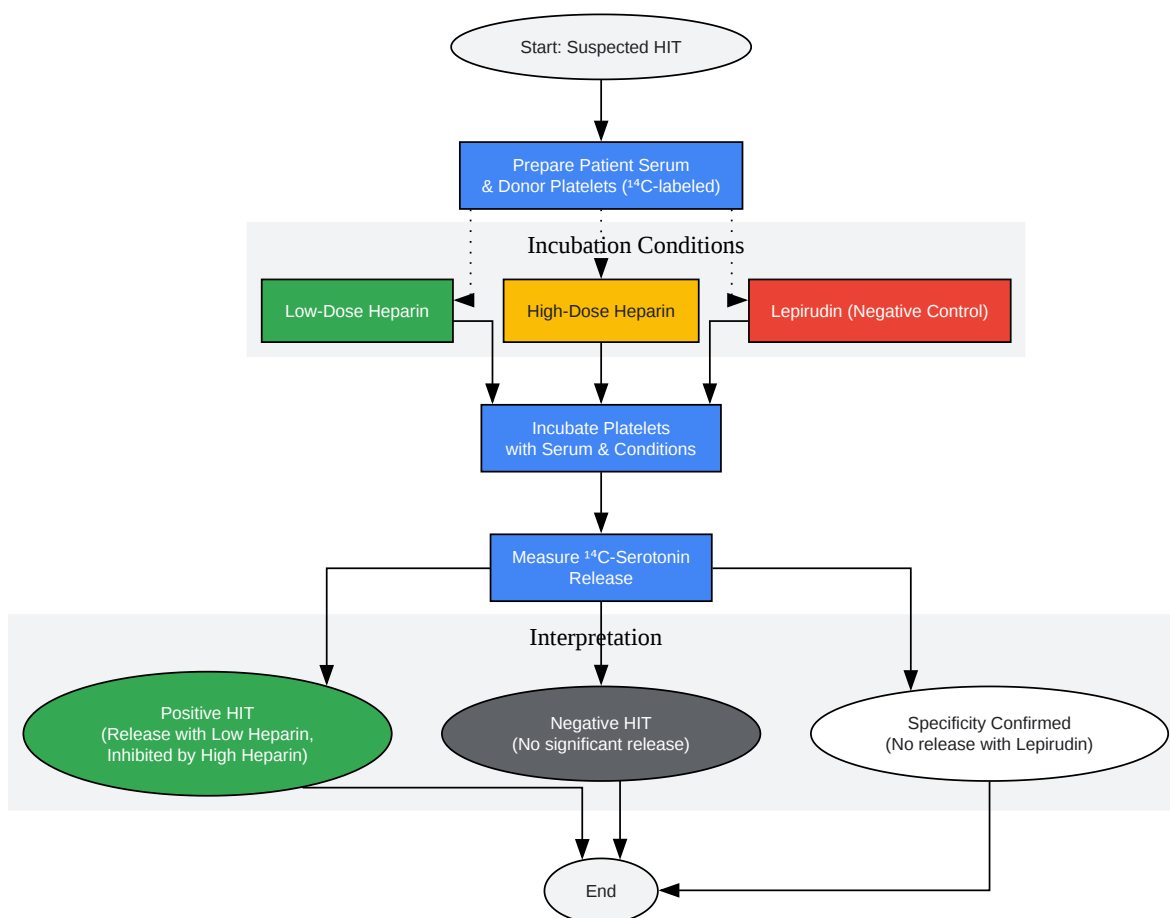 Start: Suspected HIT
Prepare Patient Serum
& Donor Platelets (¹⁴C-labeled)
Incubation Conditions
Low-Dose Heparin
High-Dose Heparin
Lepirudin (Negative Control)
Incubate Platelets
with Serum & Conditions
Measure ¹⁴C-Serotonin
Release
Interpretation
Positive HIT
(Release with Low Heparin,
Inhibited by High Heparin)
Negative HIT
(No significant release)
Specificity Confirmed
(No release with Lepirudin)
End